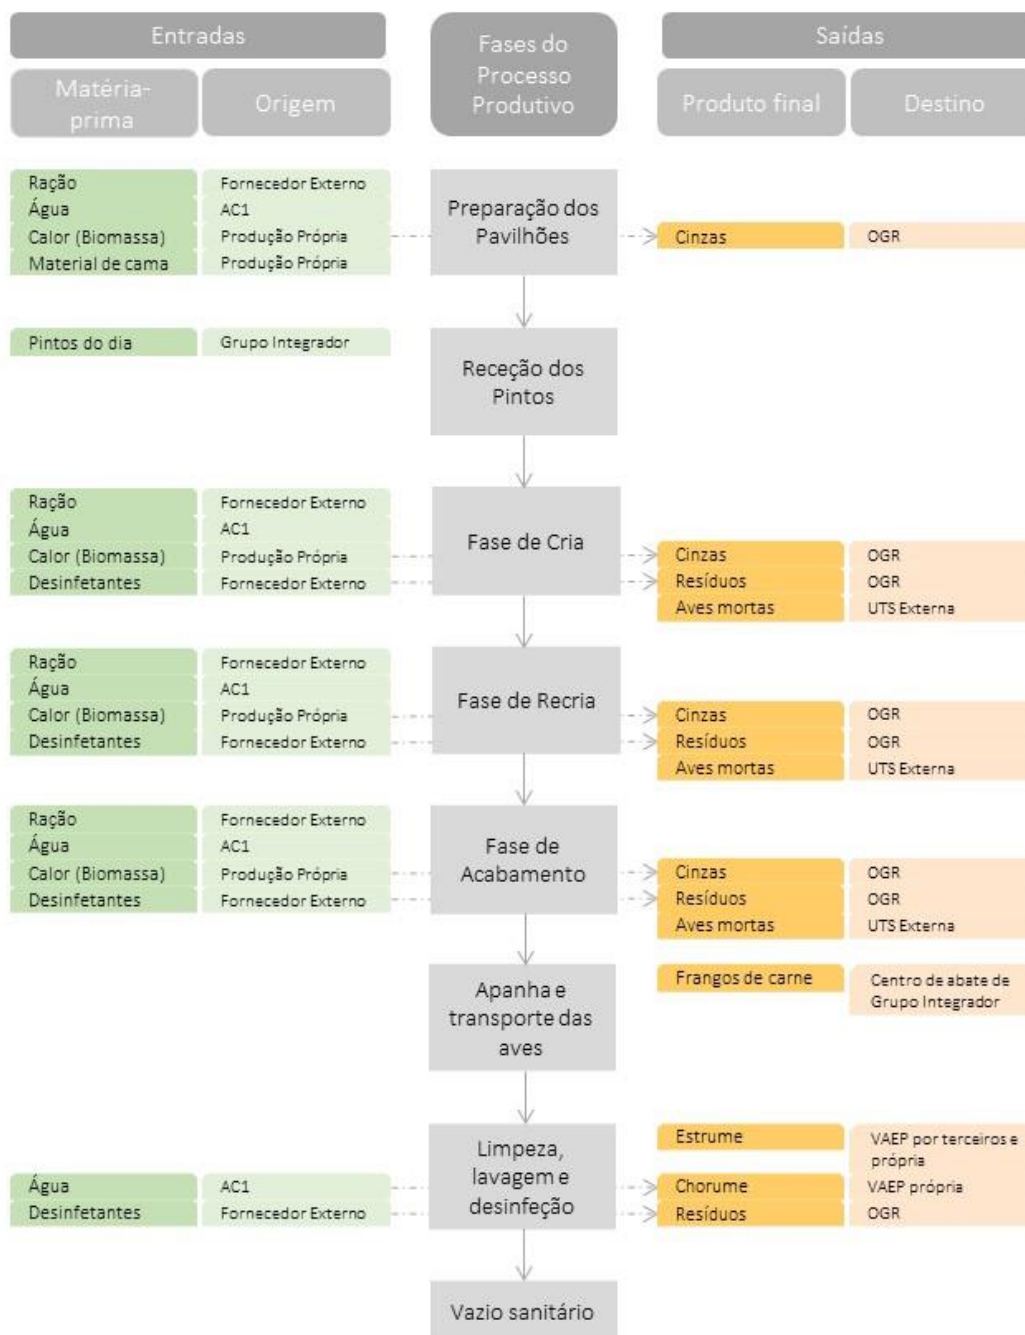 Entradas
Fases do
Processo
Produtivo
Saídas
Matéria-
prima
Origem
Produto final
Destino
Ração
Fornecedor Externo
Água
AC1
Calor (Biomassa)
Produção Própria
Material de cama
Produção Própria
Preparação dos
Pavilhões
Cinzas
OGR
Pintos do dia
Grupo Integrador
Receção dos
Pintos
Ração
Fornecedor Externo
Água
AC1
Calor (Biomassa)
Produção Própria
Desinfetantes
Fornecedor Externo
Fase de Cria
Cinzas
OGR
Resíduos
OGR
Aves mortas
UTS Externa
Ração
Fornecedor Externo
Água
AC1
Calor (Biomassa)
Produção Própria
Desinfetantes
Fornecedor Externo
Fase de Recria
Cinzas
OGR
Resíduos
OGR
Aves mortas
UTS Externa
Ração
Fornecedor Externo
Água
AC1
Calor (Biomassa)
Produção Própria
Desinfetantes
Fornecedor Externo
Fase de
Acabamento
Cinzas
OGR
Resíduos
OGR
Aves mortas
UTS Externa
Apanha e
transporte das
aves
Frangos de carne
Centro de abate de
Grupo Integrador
Água
AC1
Desinfetantes
Fornecedor Externo
Limpeza,
lavagem e
desinfeção
Estrume
VAEP por terceiros e
própria
Chorume
VAEP própria
Resíduos
OGR
Vazio sanitário